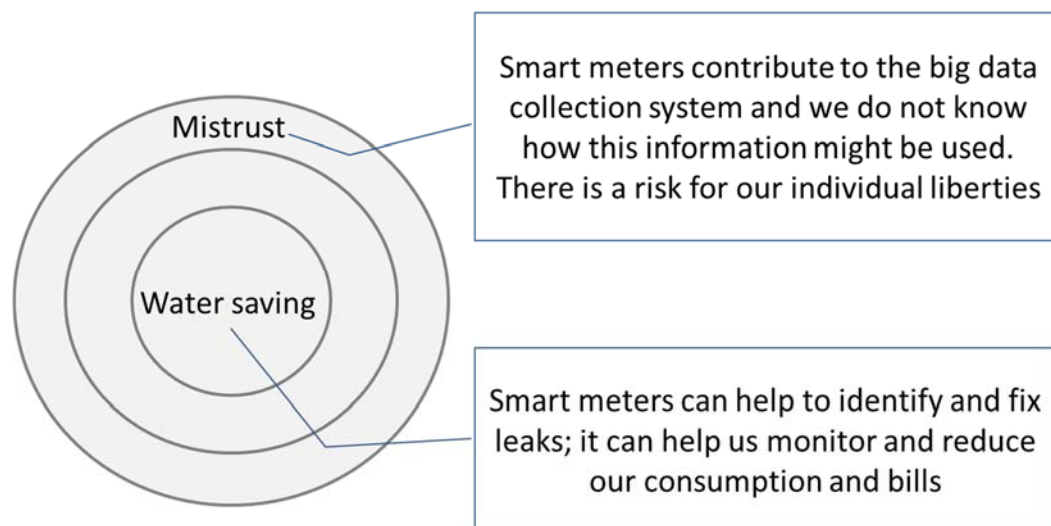 Mistrust
Smart meters contribute to the big data
collection system and we do not know
how this information might be used.
There is a risk for our individual liberties
Water saving
Smart meters can help to identify and fix
leaks; it can help us monitor and reduce
our consumption and bills